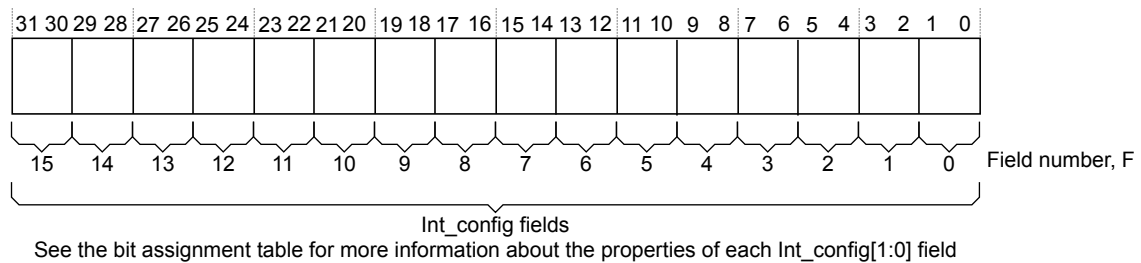 31 30 29 28 27 26 25 24 23 22 21 20 19 18 17 16 15 14 13 12 11 10 9 8 7 6 5 4 3 2 1 0
15 14 13 12 11 10 9 8 7 6 5 4 3 2 1 0 Field number, F
Int_config fields
See the bit assignment table for more information about the properties of each Int_config[1:0] field